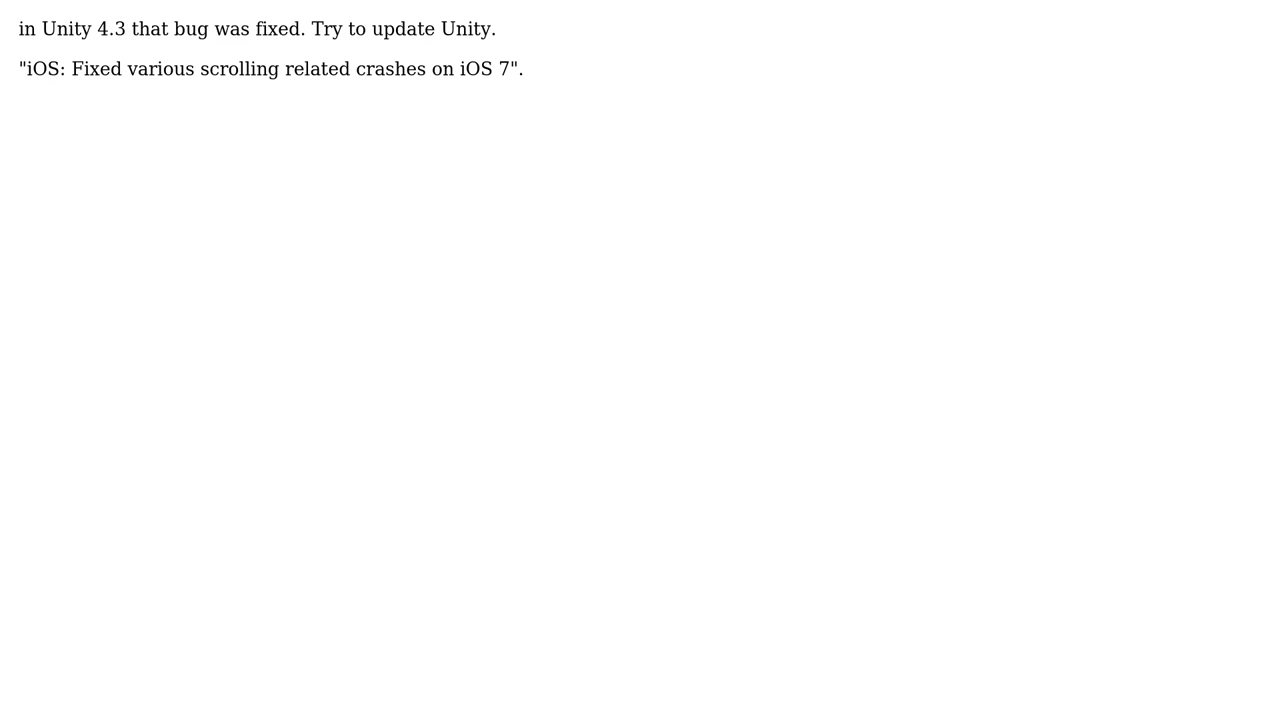 in Unity 4.3 that bug was fixed. Try to update Unity.
"iOS: Fixed various scrolling related crashes on iOS 7".